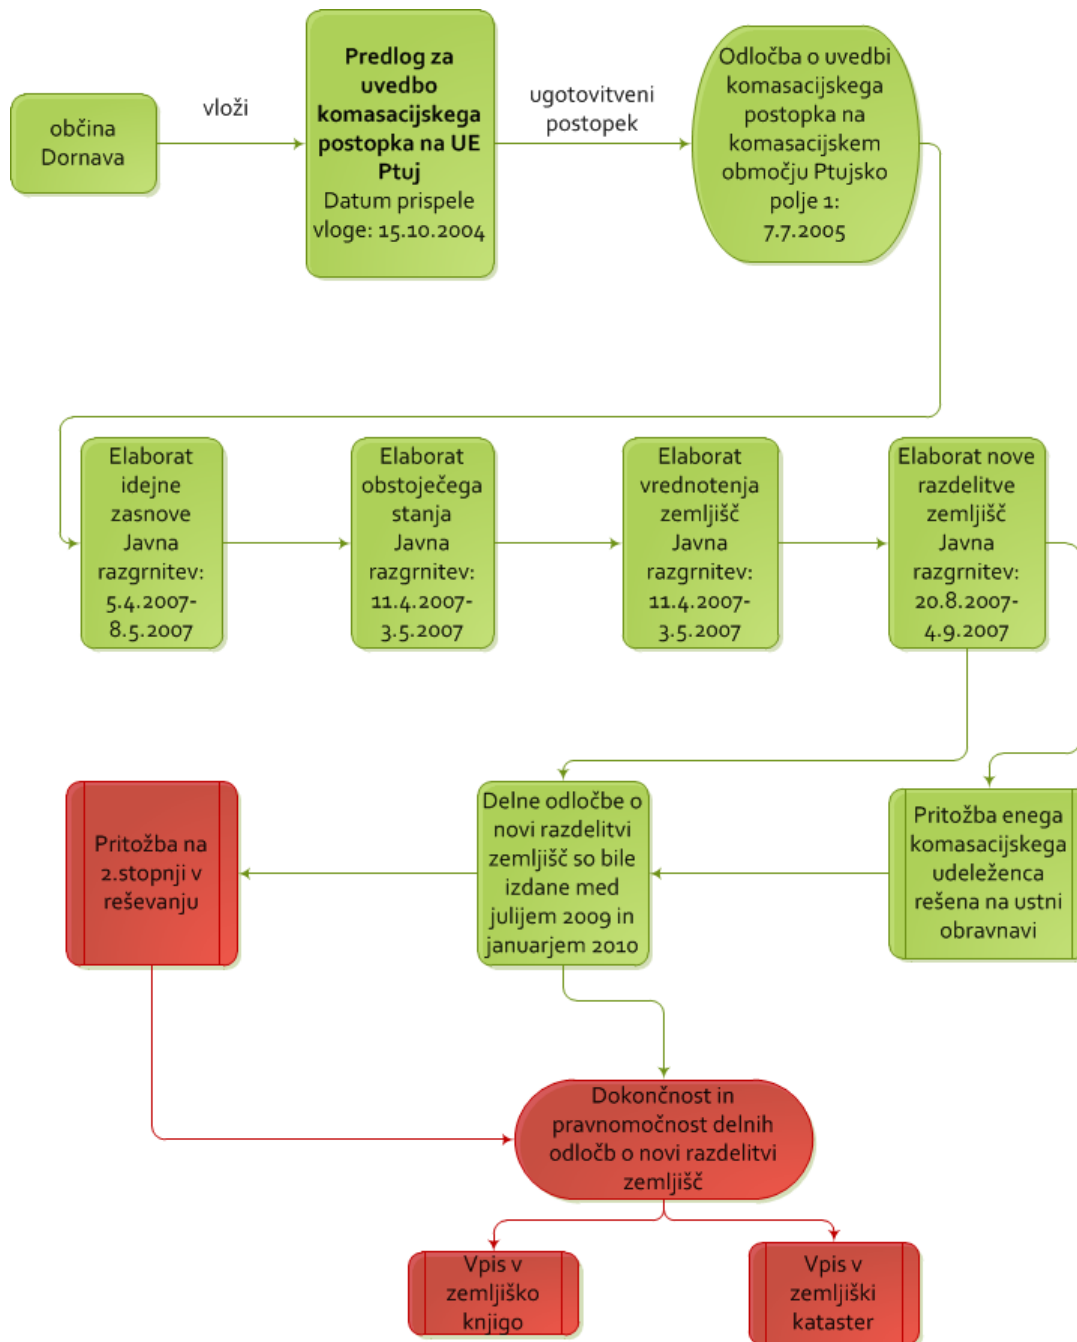 občina
Dornava
vloži
Predlog za
uvedbo
komasacijskega
postopka na UE
Ptuj
Datum prispele
vloge: 15.10.2004
ugotovitveni
postopek
Odločba o uvedbi
komasacijskega
postopka na
komasacijskem
območju Ptujsko
polje 1:
7.7.2005
Elaborat
idejne
zasnove
Javna
razgrnitev:
5.4.2007-
8.5.2007
Elaborat
obstoječega
stanja
Javna
razgrnitev:
11.4.2007-
3.5.2007
Elaborat
vrednotenja
zemljišč
Javna
razgrnitev:
11.4.2007-
3.5.2007
Elaborat nove
razdelitve
zemljišč
Javna
razgrnitev:
20.8.2007-
4.9.2007
Pritožba na
2.stopnji v
reševanju
Delne odločbe o
novi razdelitvi
zemljišč so bile
izdane med
julijem 2009 in
januarjem 2010
Pritožba enega
komasacijskega
udeleženca
rešena na ustni
obravnavi
Dokončnost in
pravnomočnost delnih
odločb o novi razdelitvi
zemljišč
Vpis v
zemljiško
knjigo
Vpis v
zemljiški
kataster